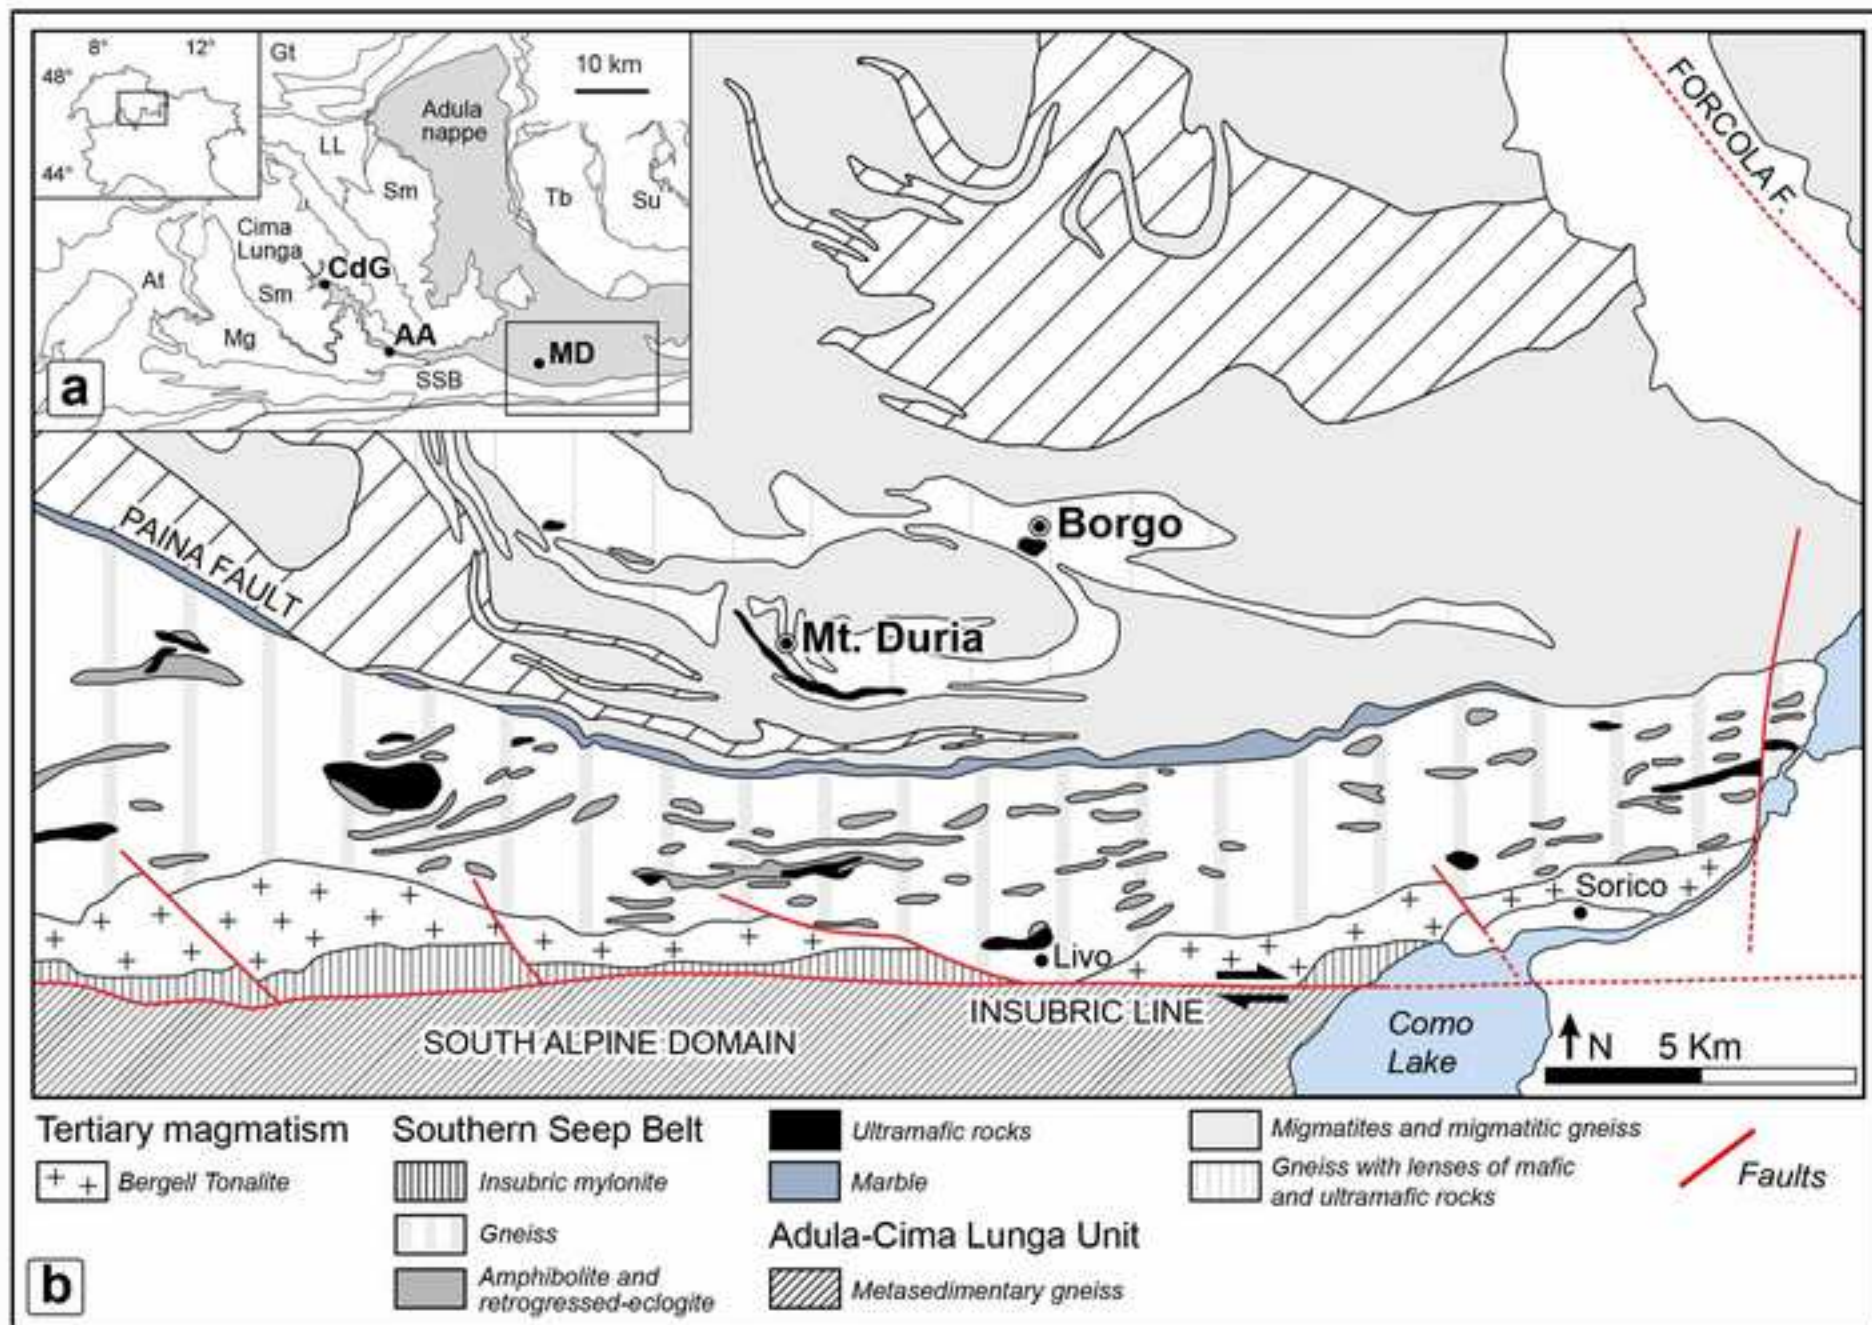 8°
12°
48°
44°
Gt
10 km
Adula
nappe
LL
Sm
Tb
Su
Cima
Lunga
CdG
At
Sm
Mg
AA
MD
SSB
a
FORCOLA F.
PAINA FAULT
Borgo
Mt. Duria
Sorico
Livo
INSUBRIC LINE
SOUTH ALPINE DOMAIN
Como
Lake
N
5 Km
Tertiary magmatism
Bergell Tonalite
Southern Seep Belt
Insubric mylonite
Gneiss
Amphibolite and
retrogressed-eclogite
Ultramafic rocks
Marble
Adula-Cima Lunga Unit
Metasedimentary gneiss
Migmatites and migmatitic gneiss
Gneiss with lenses of mafic
and ultramafic rocks
Faults
b